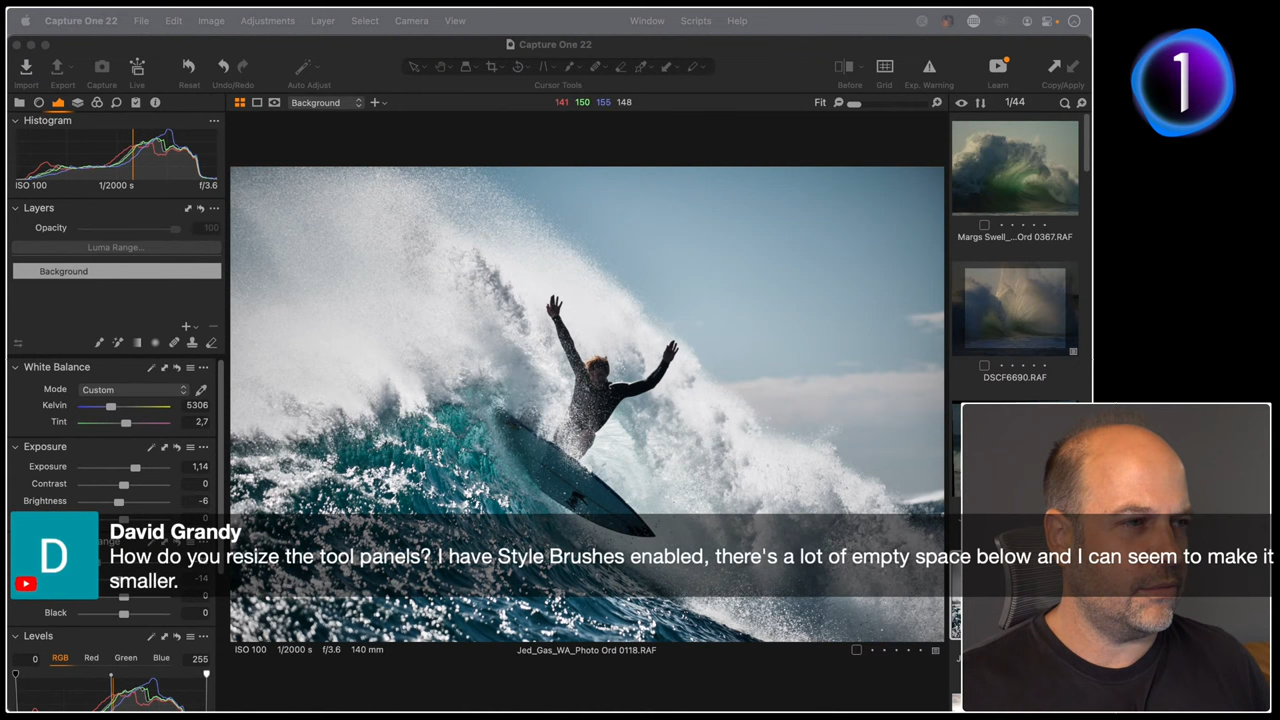 Capture One 22 File Edit Image Adjustments Layer Select Camera View Window Scripts Help
Capture One 22
Import Export Capture Live Reset Undo/Redo Auto Adjust Cursor Tools Before Grid Exp. Warning Learn Copy/Apply
Background 141 150 155 148 Fit 1/44
Histogram
ISO 100 1/2000 s f/3.6
Layers
Opacity 100
Luma Range...
Background
White Balance
Mode Custom
Kelvin 5306
Tint 2,7
Exposure
Exposure 1,14
Contrast 0
Brightness -6
-14
0
Black 0
Levels
0 RGB Red Green Blue 255
ISO 100 1/2000 s f/3.6 140 mm Jed_Gas_WA_Photo Ord 0118.RAF
Margs Swell_...Ord 0367.RAF
DSCF6690.RAF
1
D
David Grandy
How do you resize the tool panels? I have Style Brushes enabled, there's a lot of empty space below and I can seem to make it
smaller.